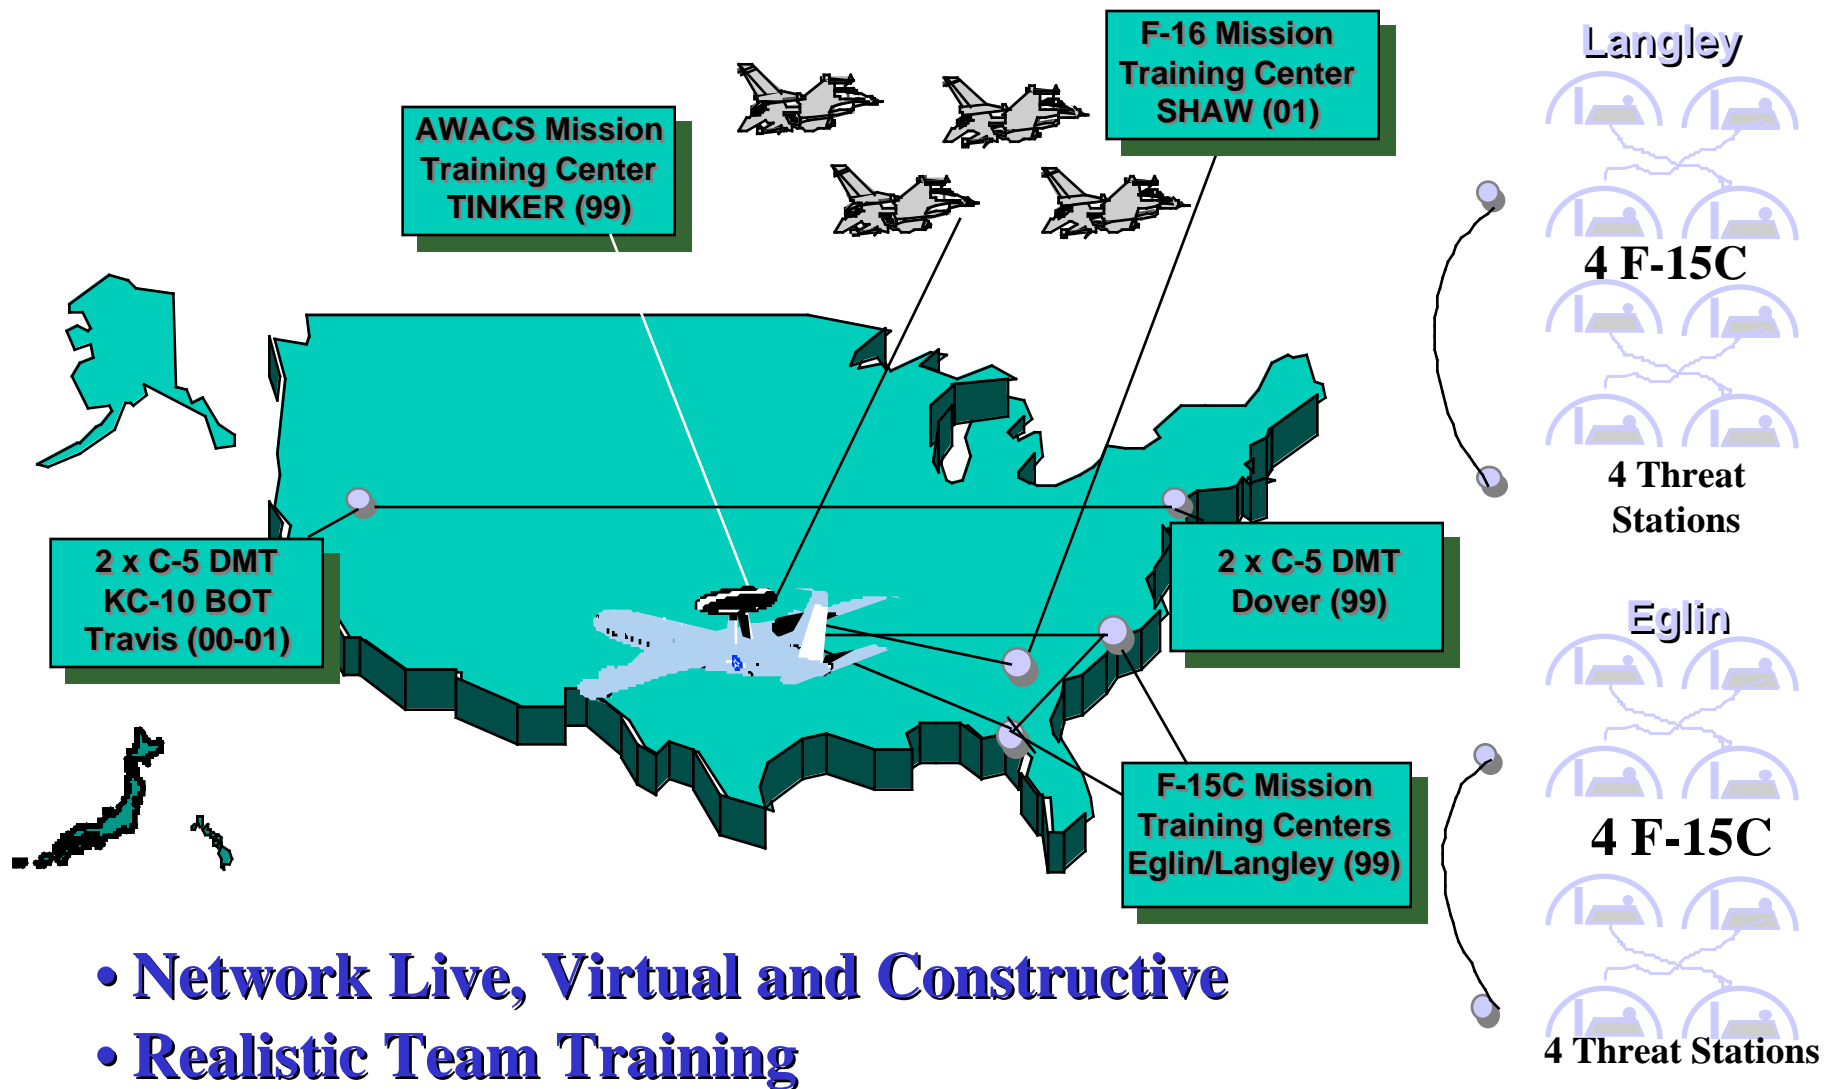 F-16 Mission
Training Center
SHAW (01)
Langley
AWACS Mission
Training Center
TINKER (99)
4 F-15C
4 Threat
Stations
2 x C-5 DMT
KC-10 BOT
Travis (00-01)
2 x C-5 DMT
Dover (99)
Eglin
F-15C Mission
Training Centers
Eglin/Langley (99)
4 F-15C
• Network Live, Virtual and Constructive
• Realistic Team Training
4 Threat Stations